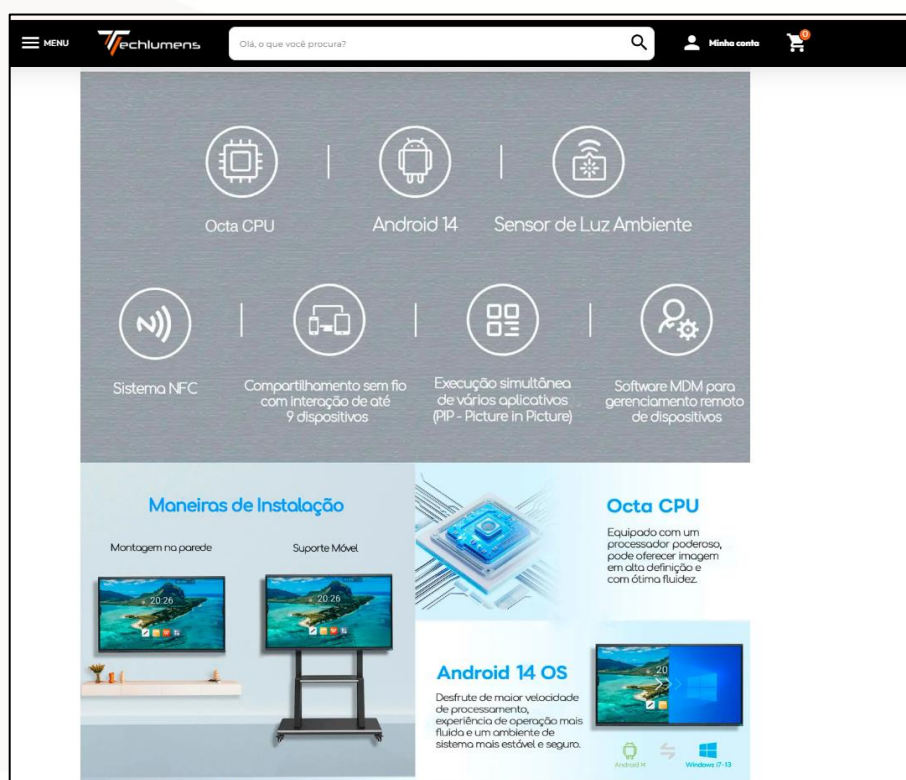 MENU
Techlumens
Olá, o que você procura?
Minha conta
0
Octa CPU
Android 14
Sensor de Luz Ambiente
Sistema NFC
Compartilhamento sem fio
com interação de até
9 dispositivos
Execução simultânea
de vários aplicativos
(PIP - Picture in Picture)
Software MDM para
gerenciamento remoto
de dispositivos
Maneiras de Instalação
Montagem na parede
Suporte Móvel
20:26
20:26
Octa CPU
Equipado com um
processador poderoso,
pode oferecer imagem
em alta definição e
com ótima fluidez.
Android 14 OS
Desfrute de maior velocidade
de processamento,
experiência de operação mais
fluida e um ambiente de
sistema mais estável e seguro.
20
Android 14
Windows i7-13